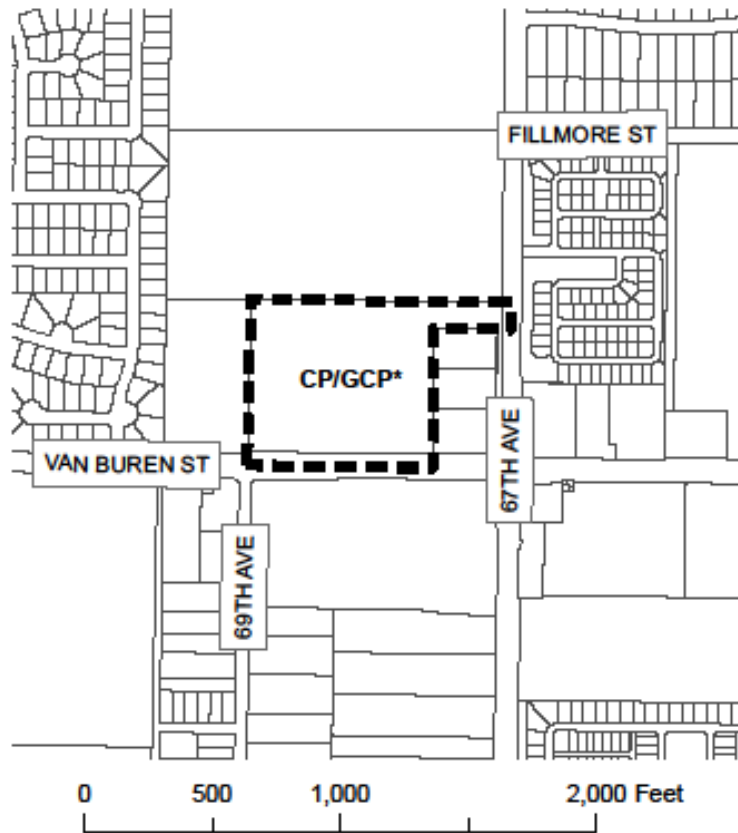 FILLMORE ST
CP/GCP*
VAN BUREN ST
67TH AVE
69TH AVE
0 500 1,000 2,000 Feet